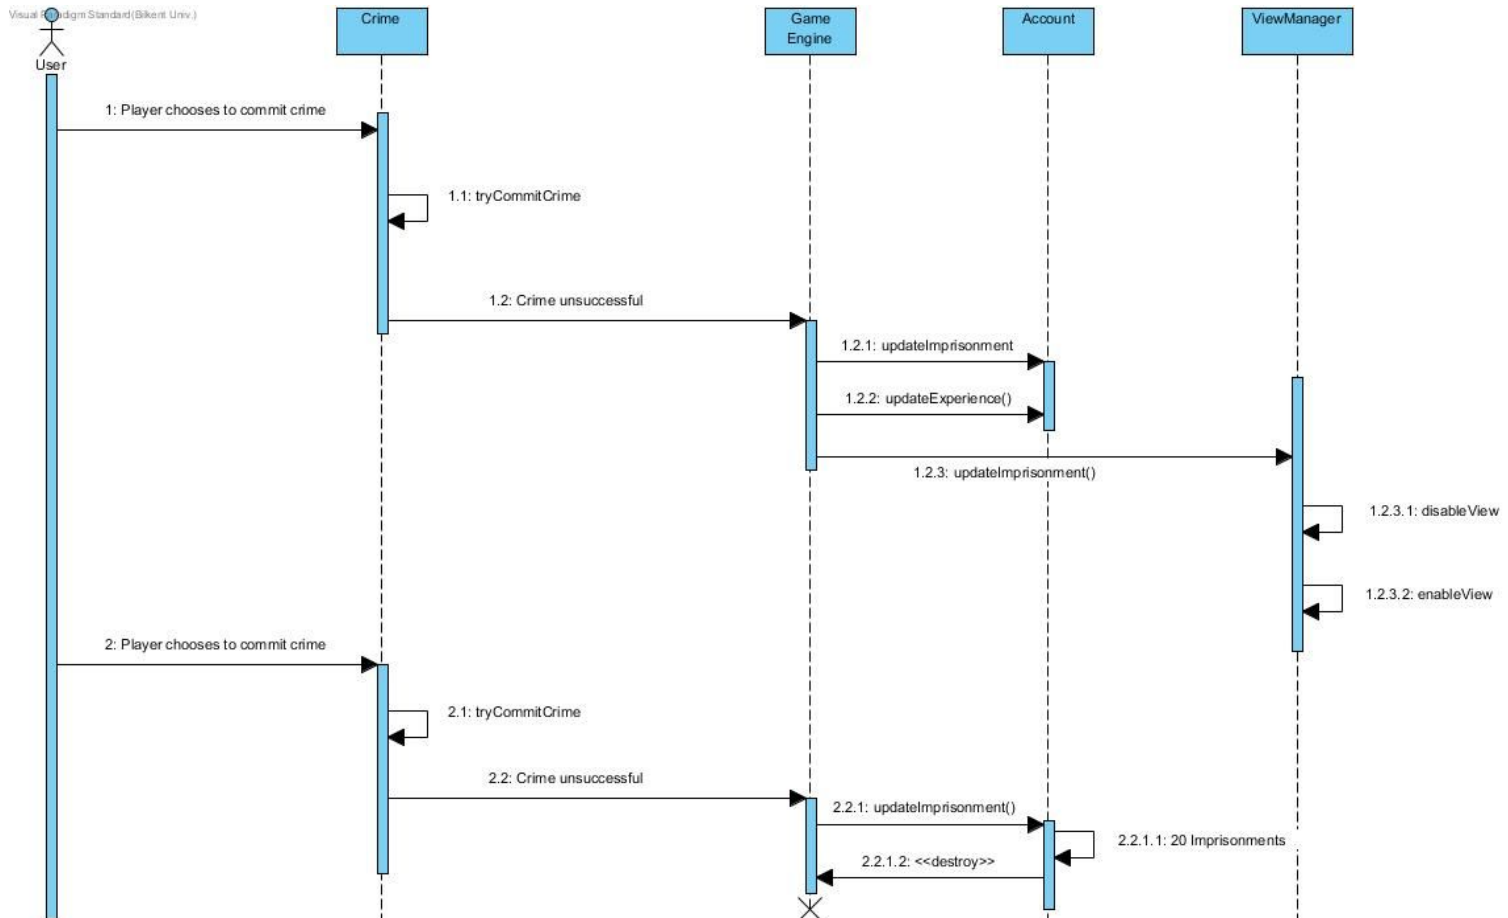 Visual Paradigm Standard(Bilkent Univ.)
User
Crime
Game
Engine
Account
ViewManager
1: Player chooses to commit crime
1.1: tryCommitCrime
1.2: Crime unsuccessful
1.2.1: updateImprisonment
1.2.2: updateExperience()
1.2.3: updateImprisonment()
1.2.3.1: disableView
1.2.3.2: enableView
2: Player chooses to commit crime
2.1: tryCommitCrime
2.2: Crime unsuccessful
2.2.1: updateImprisonment()
2.2.1.1: 20 Imprisonments
2.2.1.2: <<destroy>>